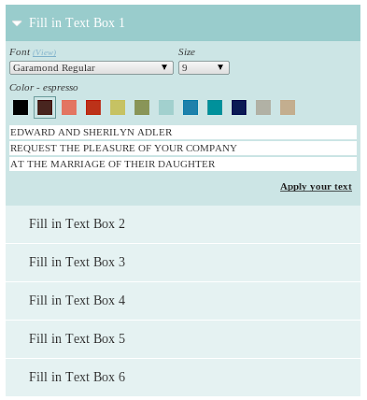 Fill in Text Box 1
Font (View) Size
Garamond Regular 9
Color - espresso
EDWARD AND SHERILYN ADLER
REQUEST THE PLEASURE OF YOUR COMPANY
AT THE MARRIAGE OF THEIR DAUGHTER
Apply your text
Fill in Text Box 2
Fill in Text Box 3
Fill in Text Box 4
Fill in Text Box 5
Fill in Text Box 6